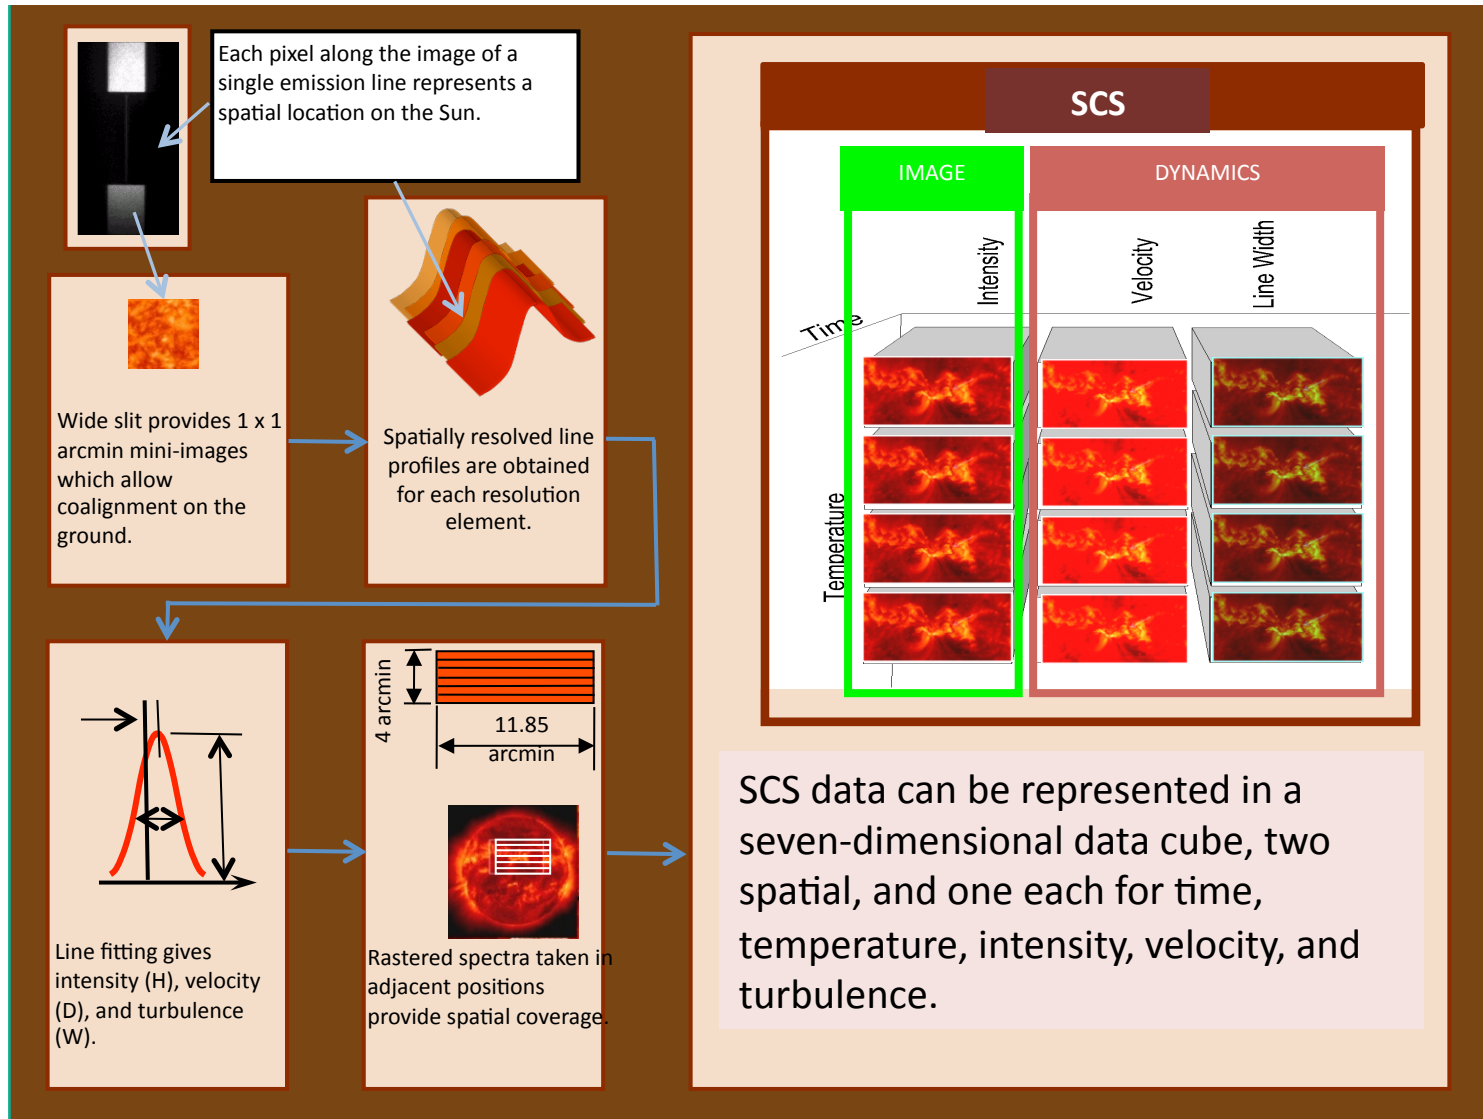 Each pixel along the image of a
single emission line represents a
spatial location on the Sun.
Wide slit provides 1 x 1
arcmin mini-images
which allow
coalignment on the
ground.
Spatially resolved line
profiles are obtained
for each resolution
element.
Line fitting gives
intensity (H), velocity
(D), and turbulence
(W).
4 arcmin
11.85
arcmin
Rastered spectra taken in
adjacent positions
provide spatial coverage.
SCS
IMAGE
DYNAMICS
Intensity
Velocity
Line Width
Time
Temperature
SCS data can be represented in a
seven-dimensional data cube, two
spatial, and one each for time,
temperature, intensity, velocity, and
turbulence.